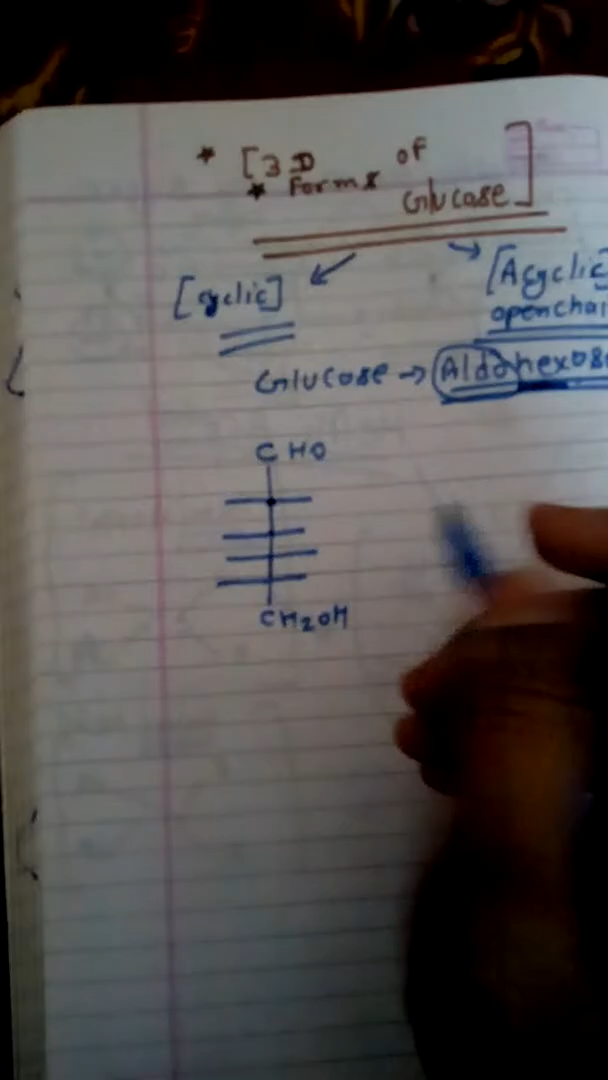 * [3D of
* Forms
Glucose]
[cyclic]
[Acyclic
openchai
Glucose → Aldohexose
CHO
CH2OH